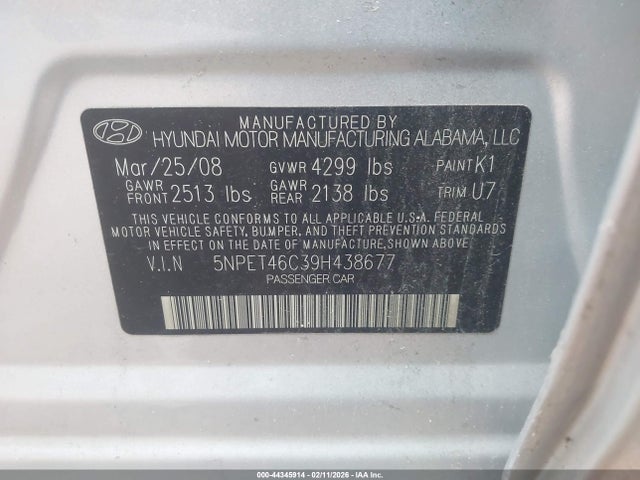 MANUFACTURED BY
HYUNDAI MOTOR MANUFACTURING ALABAMA, LLC
Mar/25/08 GVWR 4299 lbs PAINT K1
GAWR FRONT 2513 lbs GAWR REAR 2138 lbs TRIM U7
THIS VEHICLE CONFORMS TO ALL APPLICABLE U.S.A. FEDERAL
MOTOR VEHICLE SAFETY, BUMPER, AND THEFT PREVENTION STANDARDS
IN EFFECT ON THE DATE OF MANUFACTURE SHOWN ABOVE.
V.I.N 5NPET46C39H438677
PASSENGER CAR
000-44345914 - 02/11/2026 - IAAI.COM